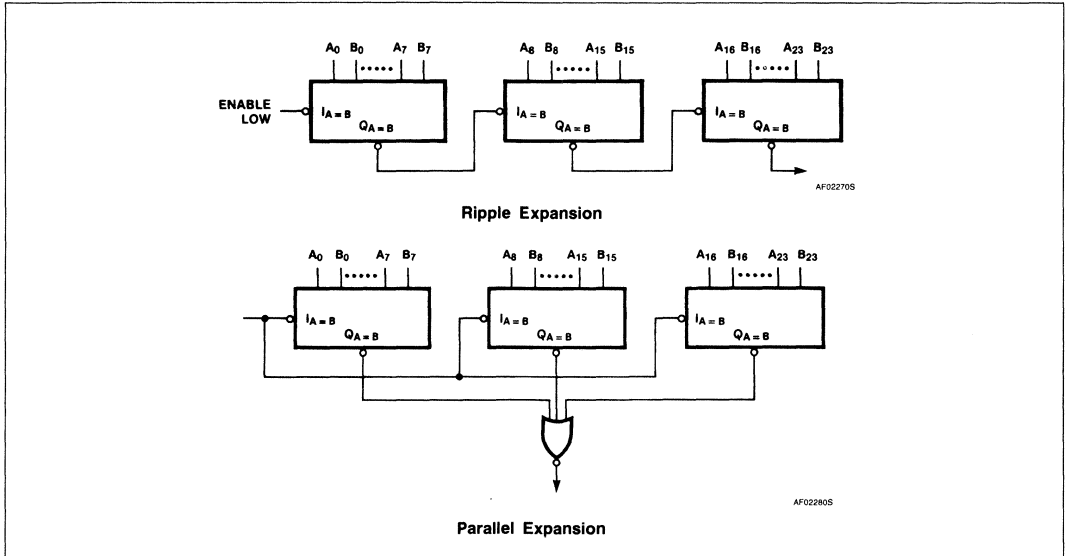 A0 B0 ••••• A7 B7 A8 B8 ••••• A15 B15 A16 B16 ••••• A23 B23
ENABLE LOW
IA = B IA = B IA = B
QA = B QA = B QA = B
AF02270S
Ripple Expansion
A0 B0 ••••• A7 B7 A8 B8 ••••• A15 B15 A16 B16 ••••• A23 B23
IA = B IA = B IA = B
QA = B QA = B QA = B
AF02280S
Parallel Expansion